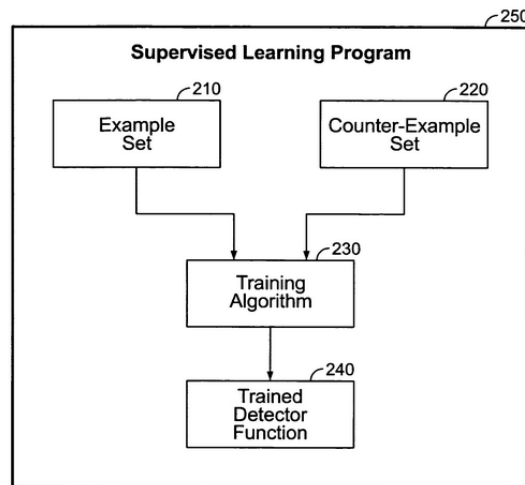 250
Supervised Learning Program
210
Example
Set
220
Counter-Example
Set
230
Training
Algorithm
240
Trained
Detector
Function